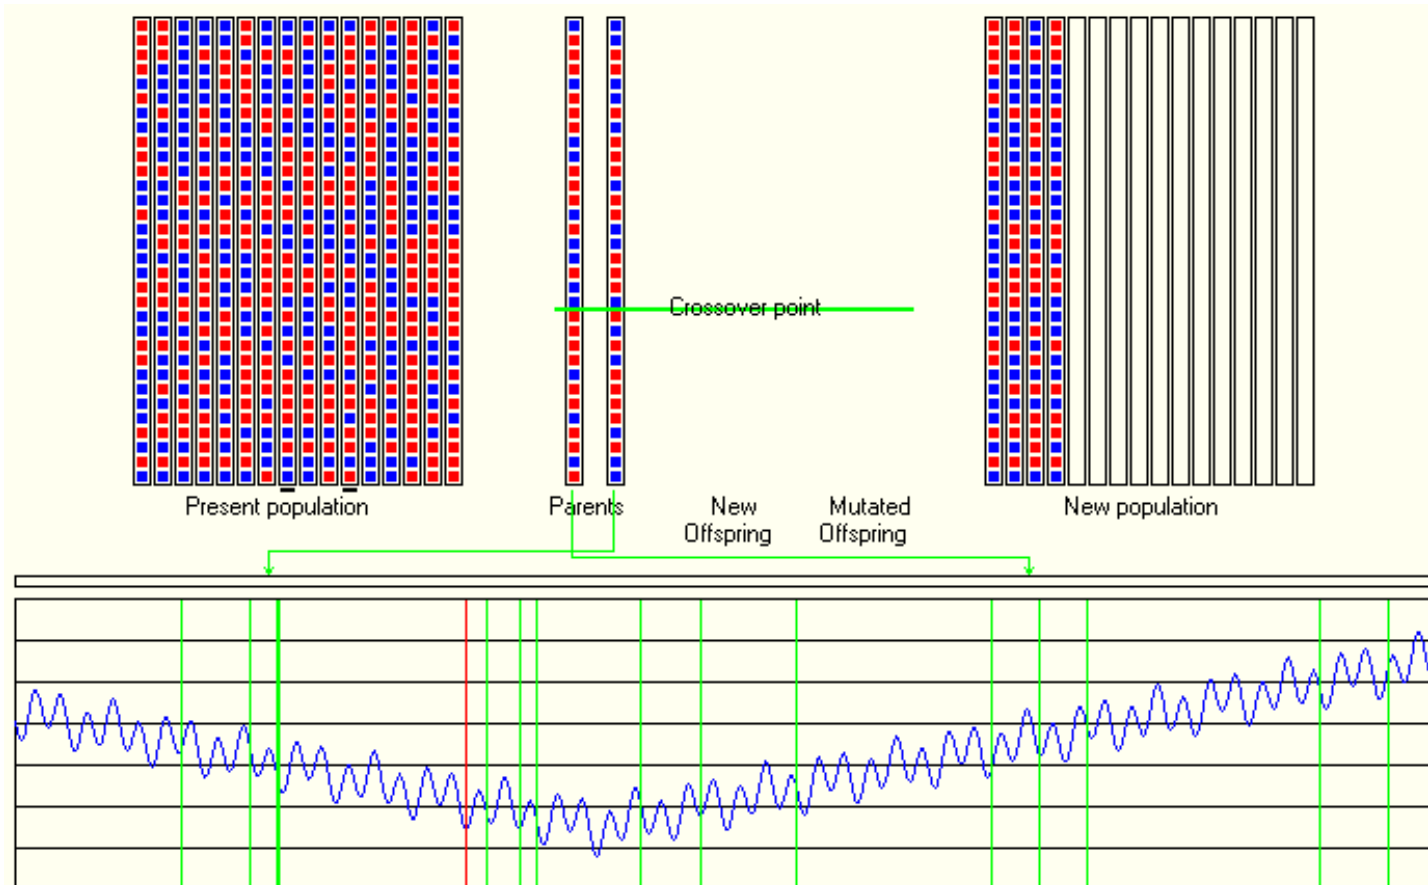 Crossover point
Present population
Parents
New
Offspring
Mutated
Offspring
New population